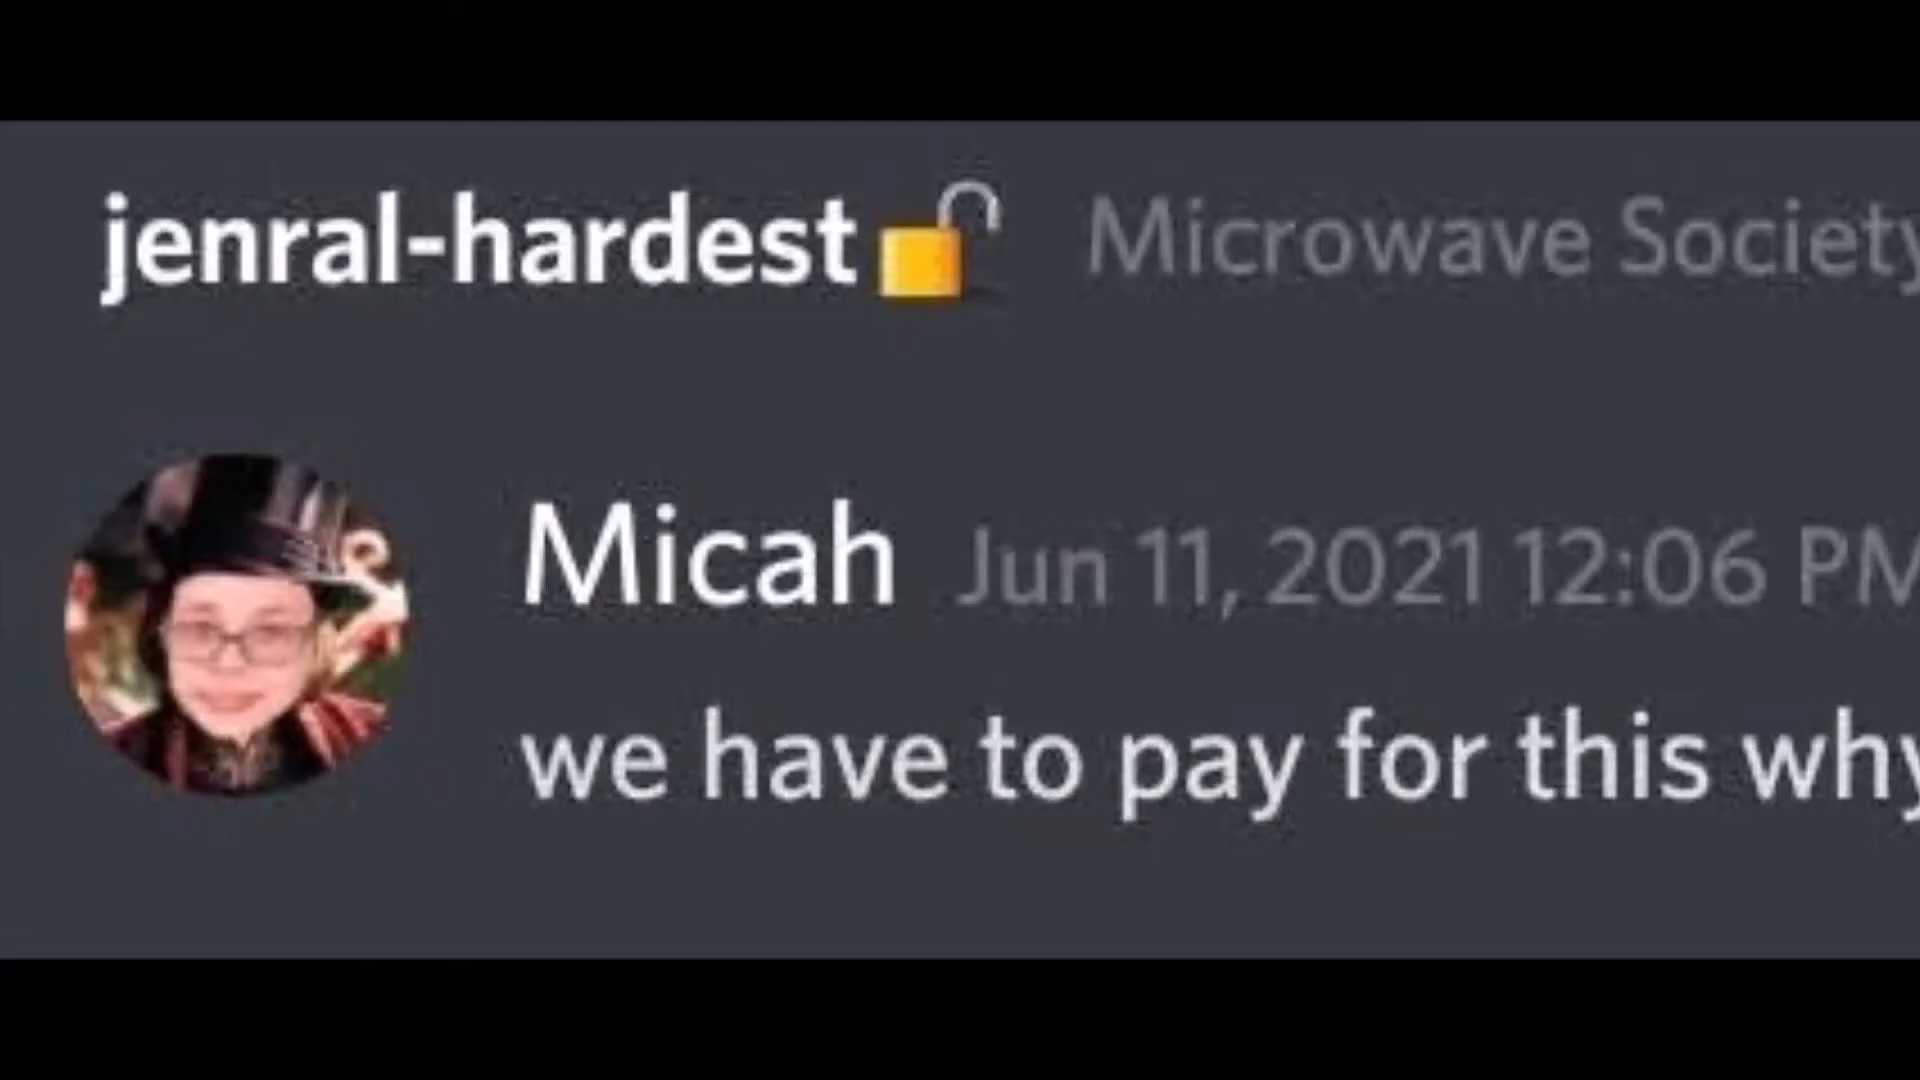 jenral-hardest🔓 Microwave Society
Micah Jun 11, 2021 12:06 PM
we have to pay for this why